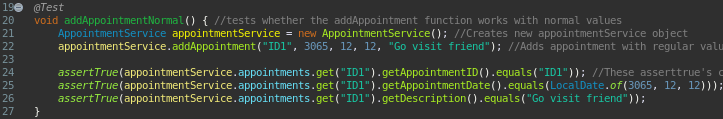 19 @Test
20 void addAppointmentNormal() { //tests whether the addAppointment function works with normal values
21 AppointmentService appointmentService = new AppointmentService(); //Creates new appointmentService object
22 appointmentService.addAppointment("ID1", 3065, 12, 12, "Go visit friend"); //Adds appointment with regular valu
23
24 assertTrue(appointmentService.appointments.get("ID1").getAppointmentID().equals("ID1")); //These asserttrue's c
25 assertTrue(appointmentService.appointments.get("ID1").getAppointmentDate().equals(LocalDate.of(3065, 12, 12)));
26 assertTrue(appointmentService.appointments.get("ID1").getDescription().equals("Go visit friend"));
27 }